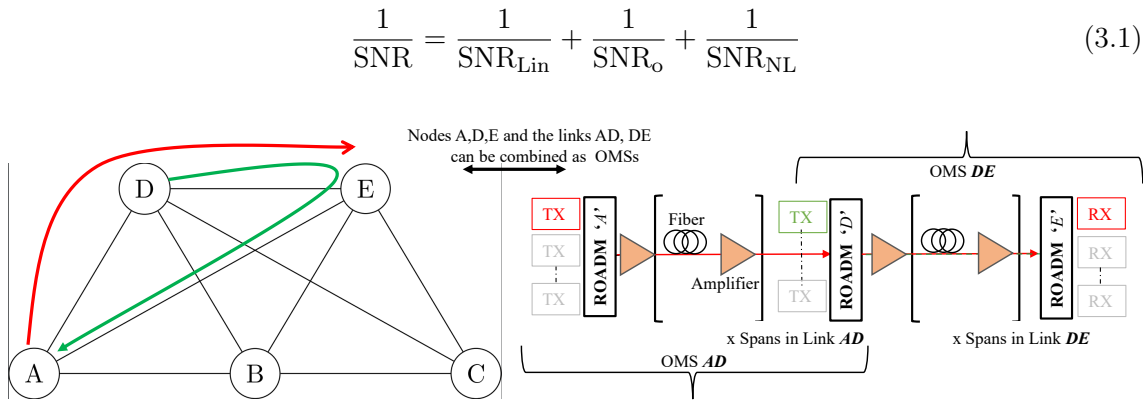 1/SNR = 1/SNR_Lin + 1/SNR_o + 1/SNR_NL (3.1)
Nodes A,D,E and the links AD, DE
can be combined as OMSs
D
E
A
B
C
OMS DE
TX
TX
TX
ROADM ‘A’
Fiber
Amplifier
TX
TX
ROADM ‘D’
ROADM ‘E’
RX
RX
RX
x Spans in Link AD
x Spans in Link DE
OMS AD